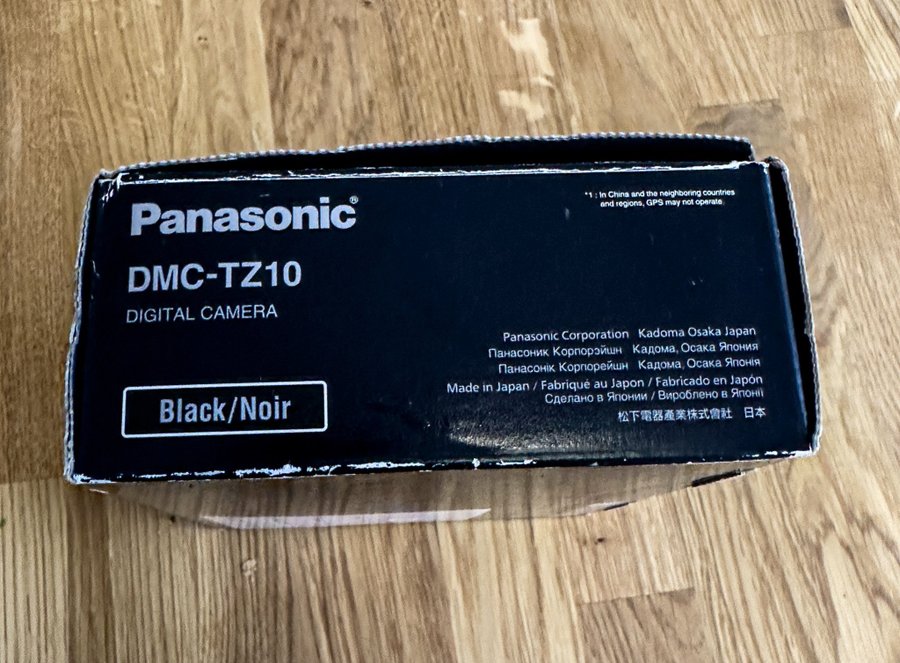 Panasonic®
DMC-TZ10
DIGITAL CAMERA
Black/Noir
*1 : In China and the neighboring countries
and regions, GPS may not operate.
Panasonic Corporation Kadoma Osaka Japan
Панасоник Корпорэйшн Кадома, Осака Япония
Панасонік Корпорейшн Кадома, Осака Японія
Made in Japan / Fabriqué au Japon / Fabricado en Japón
Сделано в Японии / Вироблено в Японії
松下電器產業株式會社 日本